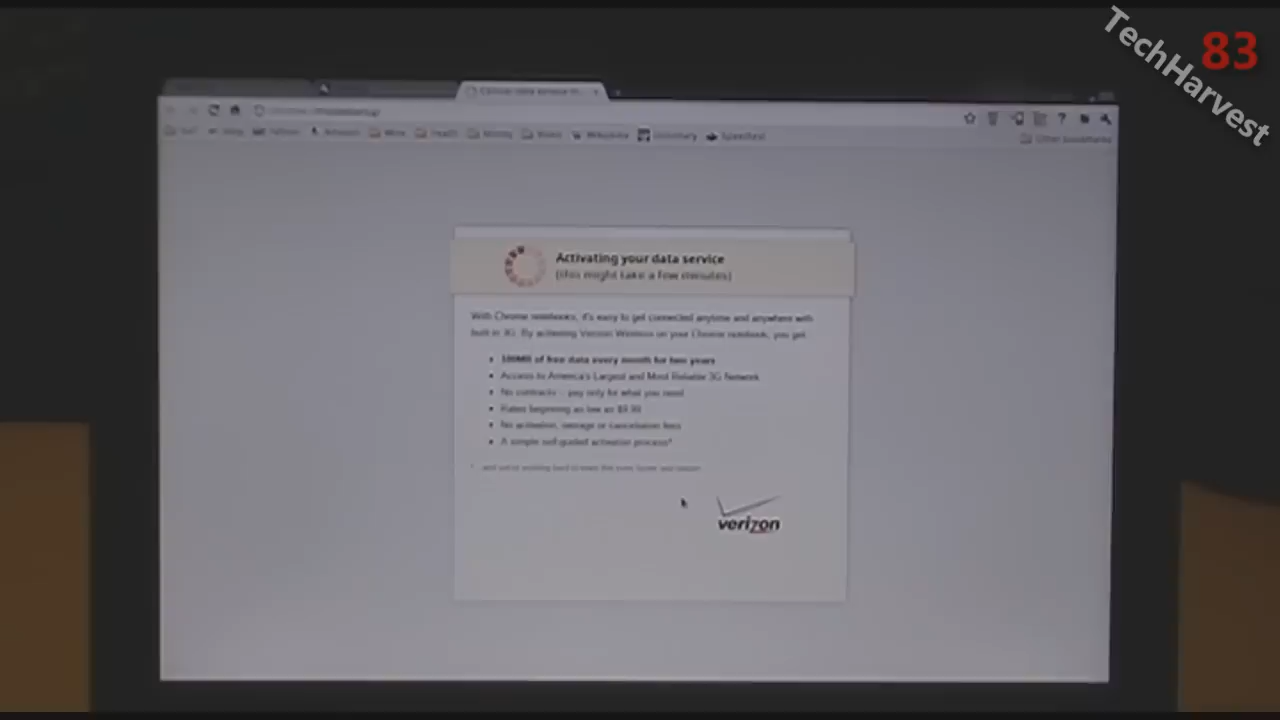 TechHarvest
83
Other bookmarks
Activating your data service
(this might take a few minutes)
With Chrome notebooks, it's easy to get connected anytime and anywhere with
built in 3G. By activating Verizon Wireless on your Chrome notebook, you get:
100MB of free data every month for two years
Access to America's Largest and Most Reliable 3G Network
No contracts - pay only for what you need
Rates beginning as low as $9.99
No activation, overage or cancellation fees
A simple self-guided activation process*
verizon